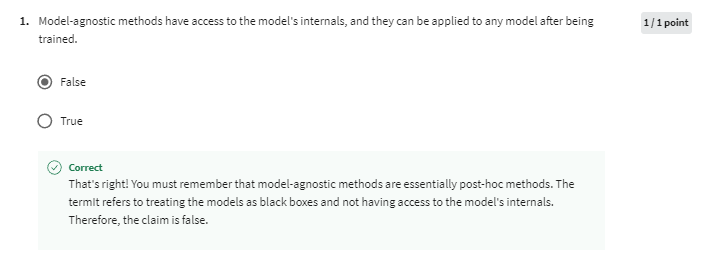 1. Model-agnostic methods have access to the model's internals, and they can be applied to any model after being
trained.
1 / 1 point
False
True
Correct
That's right! You must remember that model-agnostic methods are essentially post-hoc methods. The
termIt refers to treating the models as black boxes and not having access to the model's internals.
Therefore, the claim is false.